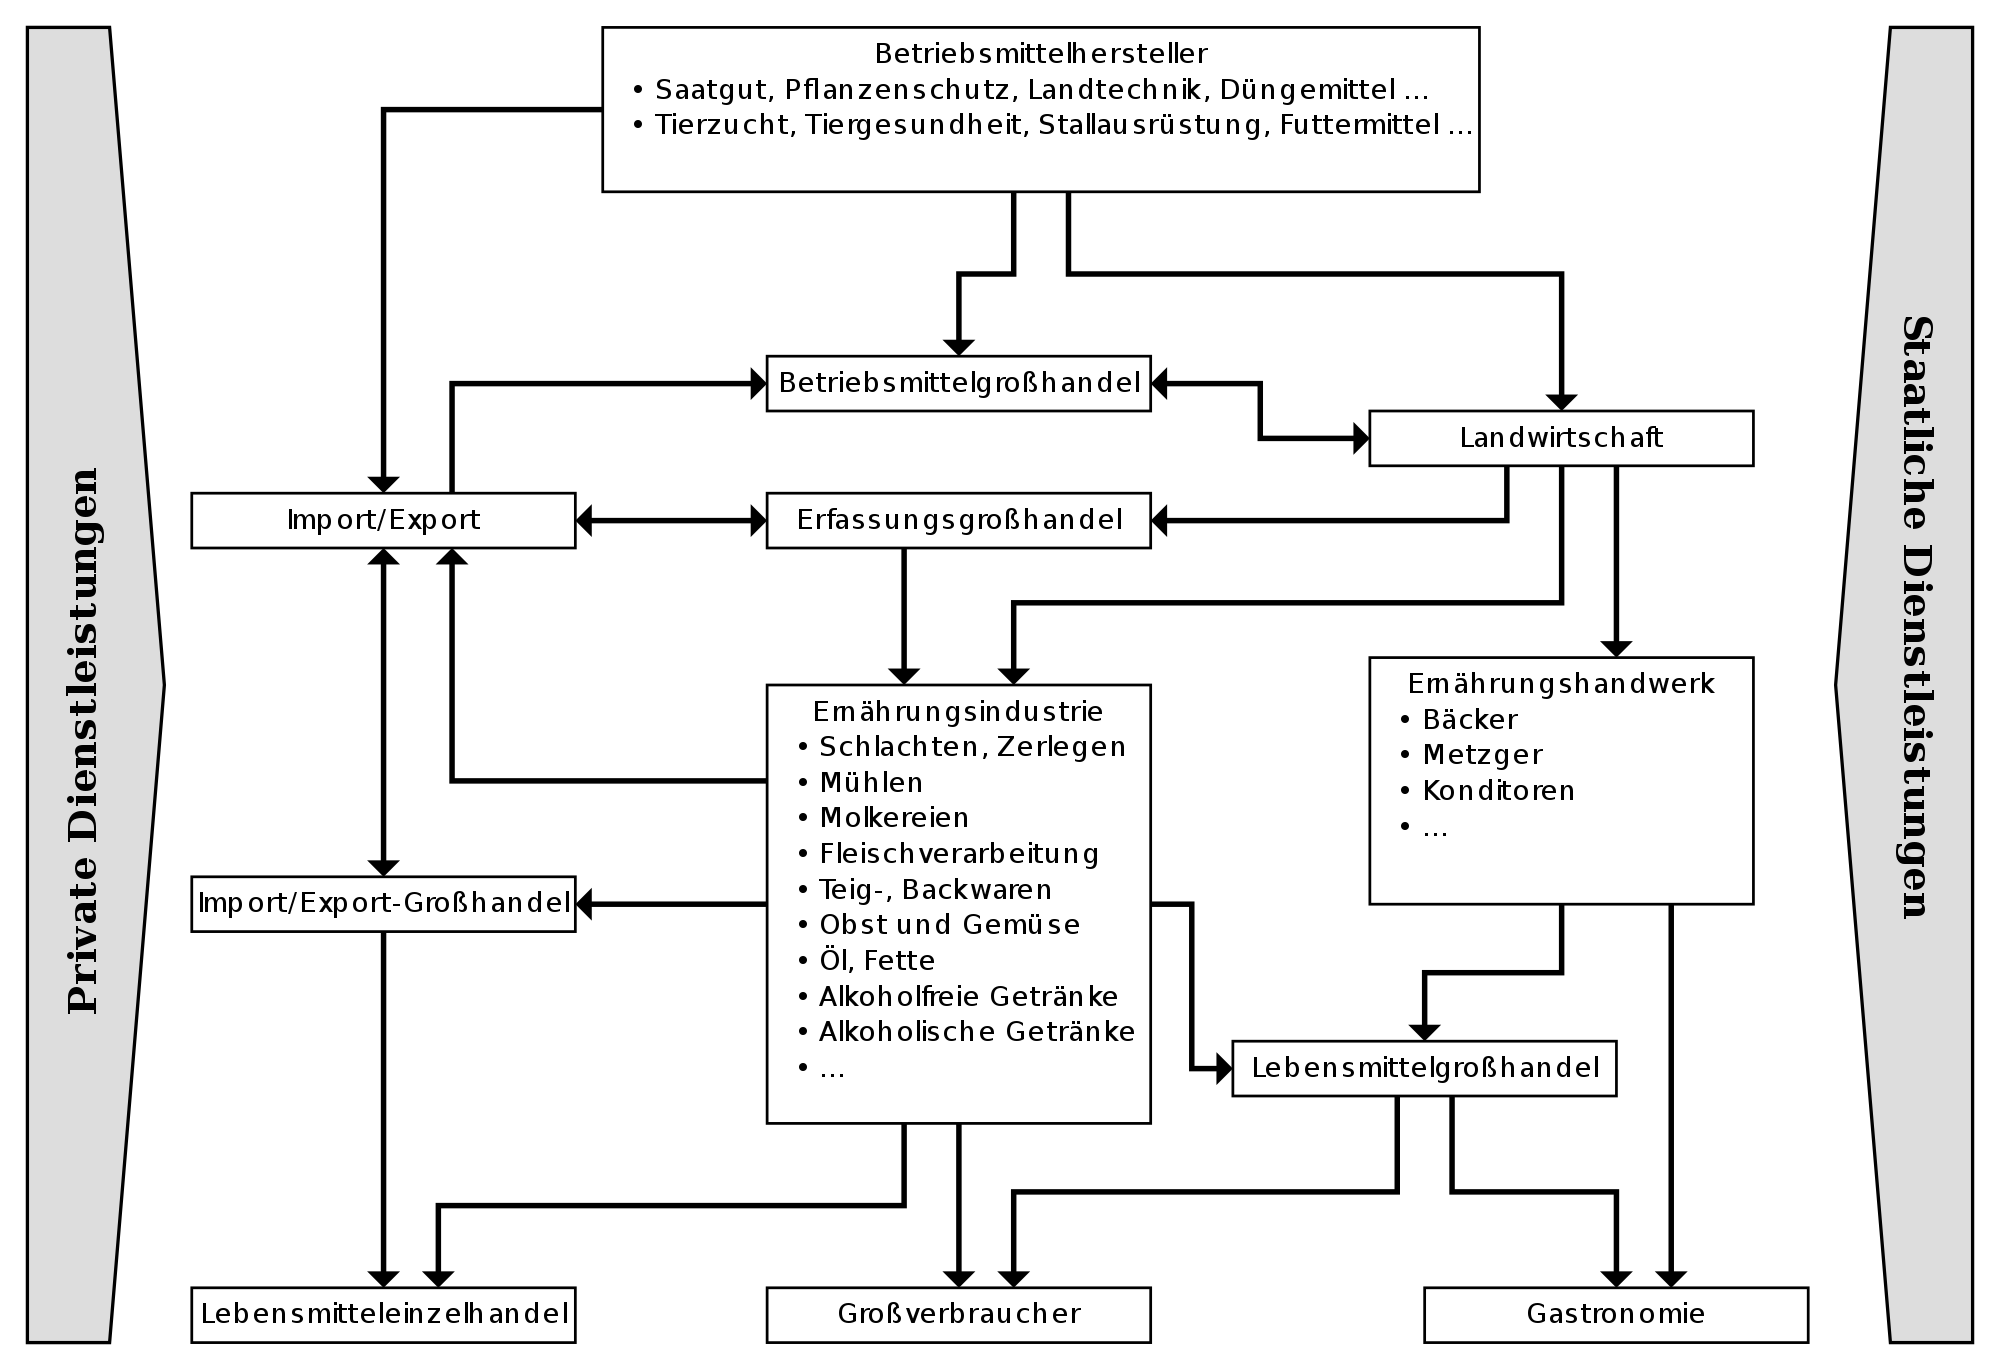 Betriebsmittelhersteller
• Saatgut, Pflanzenschutz, Landtechnik, Düngemittel ...
• Tierzucht, Tiergesundheit, Stallausrüstung, Futtermittel ...
Betriebsmittelgroßhandel
Landwirtschaft
Import/Export
Erfassungsgroßhandel
Ernährungsindustrie
• Schlachten, Zerlegen
• Mühlen
• Molkereien
• Fleischverarbeitung
• Teig-, Backwaren
• Obst und Gemüse
• Öl, Fette
• Alkoholfreie Getränke
• Alkoholische Getränke
• ...
Ernährungshandwerk
• Bäcker
• Metzger
• Konditoren
• ...
Import/Export-Großhandel
Lebensmittelgroßhandel
Lebensmitteleinzelhandel
Großverbraucher
Gastronomie
Private Dienstleistungen
Staatliche Dienstleistungen